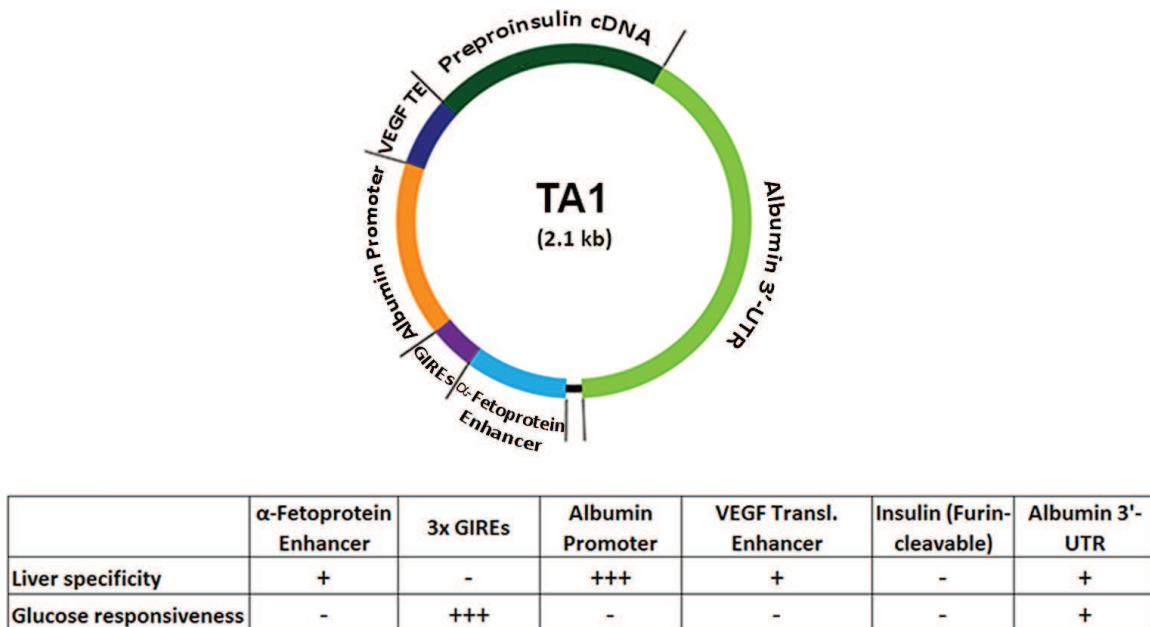 Preproinsulin cDNA
VEGF TE
Albumin Promoter
GIREs
α-Fetoprotein
Enhancer
Albumin 3'-UTR
TA1
(2.1 kb)
α-Fetoprotein Enhancer | 3x GIREs | Albumin Promoter | VEGF Transl. Enhancer | Insulin (Furin-cleavable) | Albumin 3'-UTR
Liver specificity | + | - | +++ | + | - | +
Glucose responsiveness | - | +++ | - | - | - | +